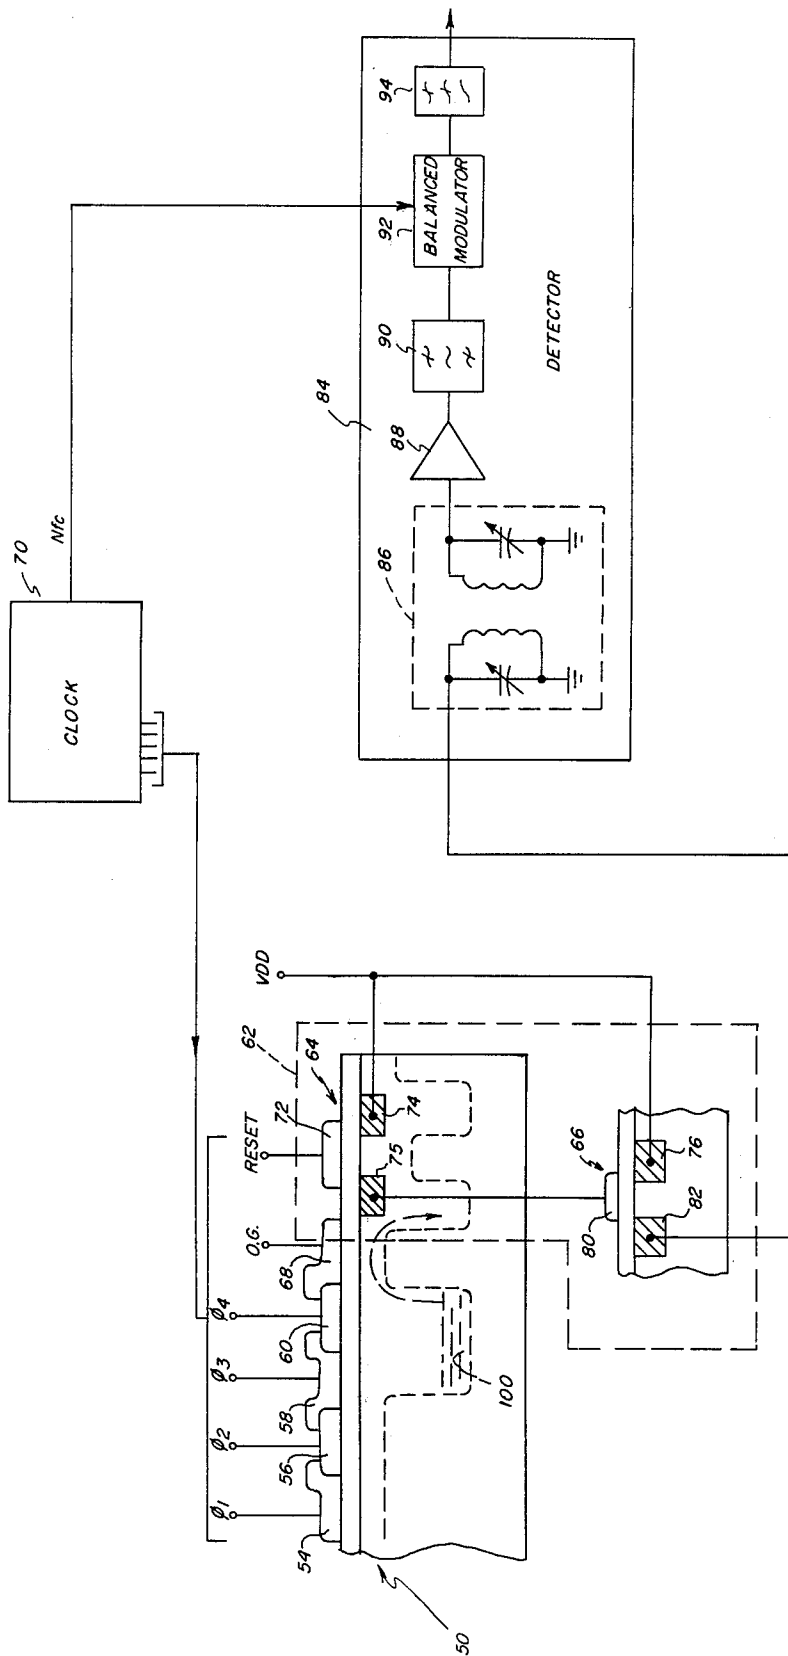 70
CLOCK
Nfc
84
86
88
90
92
BALANCED
MODULATOR
94
DETECTOR
Ø1
Ø2
Ø3
Ø4
O.G.
RESET
VDD
62
64
72
54
56
58
60
68
75
74
100
50
66
80
82
76